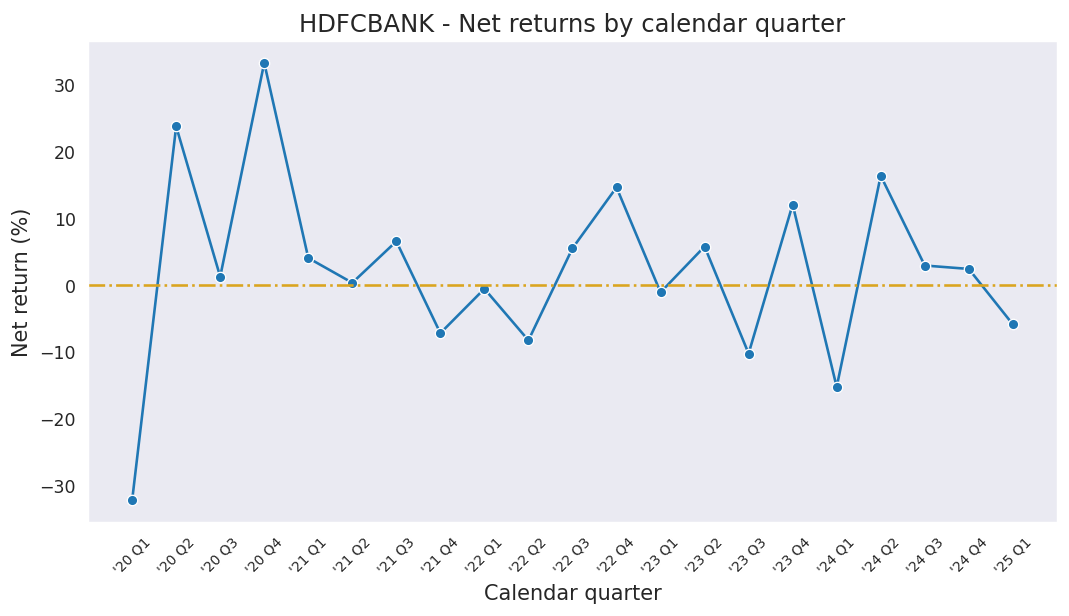 HDFCBANK - Net returns by calendar quarter
Net return (%)
30
20
10
0
−10
−20
−30
'20 Q1
'20 Q2
'20 Q3
'20 Q4
'21 Q1
'21 Q2
'21 Q3
'21 Q4
'22 Q1
'22 Q2
'22 Q3
'22 Q4
'23 Q1
'23 Q2
'23 Q3
'23 Q4
'24 Q1
'24 Q2
'24 Q3
'24 Q4
'25 Q1
Calendar quarter